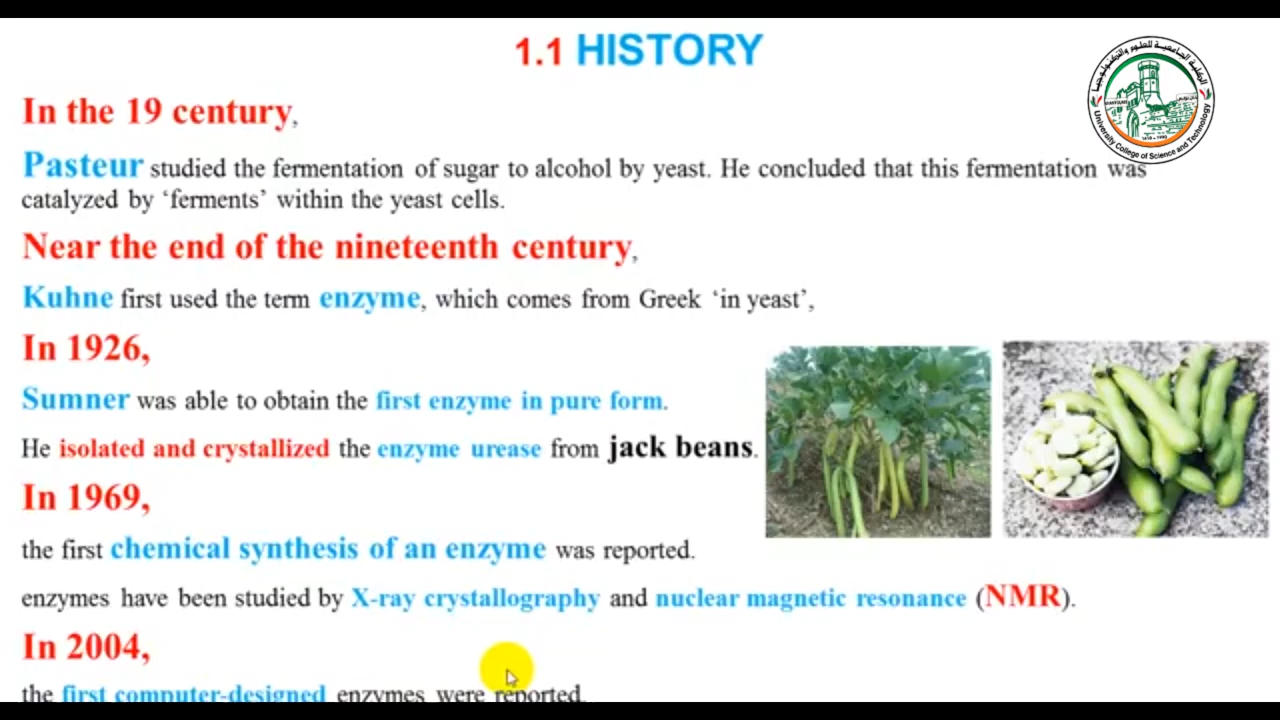 1.1 HISTORY
الكلية الجامعية للعلوم والتكنولوجيا
University College of Science and Technology
In the 19 century,
Pasteur studied the fermentation of sugar to alcohol by yeast. He concluded that this fermentation was
catalyzed by ‘ferments’ within the yeast cells.
Near the end of the nineteenth century,
Kuhne first used the term enzyme, which comes from Greek ‘in yeast’,
In 1926,
Sumner was able to obtain the first enzyme in pure form.
He isolated and crystallized the enzyme urease from jack beans.
In 1969,
the first chemical synthesis of an enzyme was reported.
enzymes have been studied by X-ray crystallography and nuclear magnetic resonance (NMR).
In 2004,
the first computer-designed enzymes were reported.